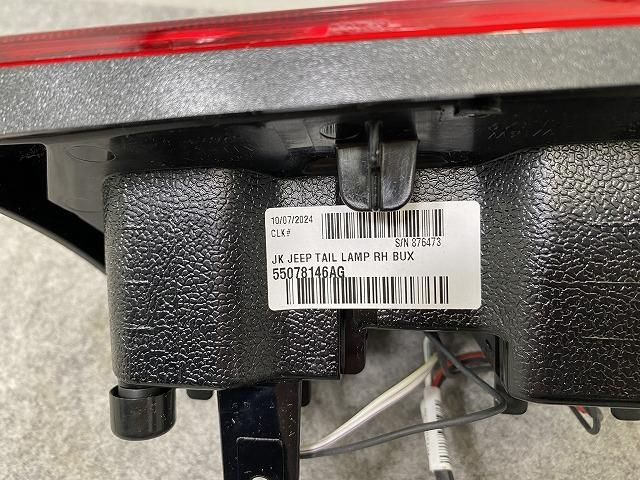 10/07/2024
CLK#
S/N 876473
JK JEEP TAIL LAMP RH BUX
55078146AG